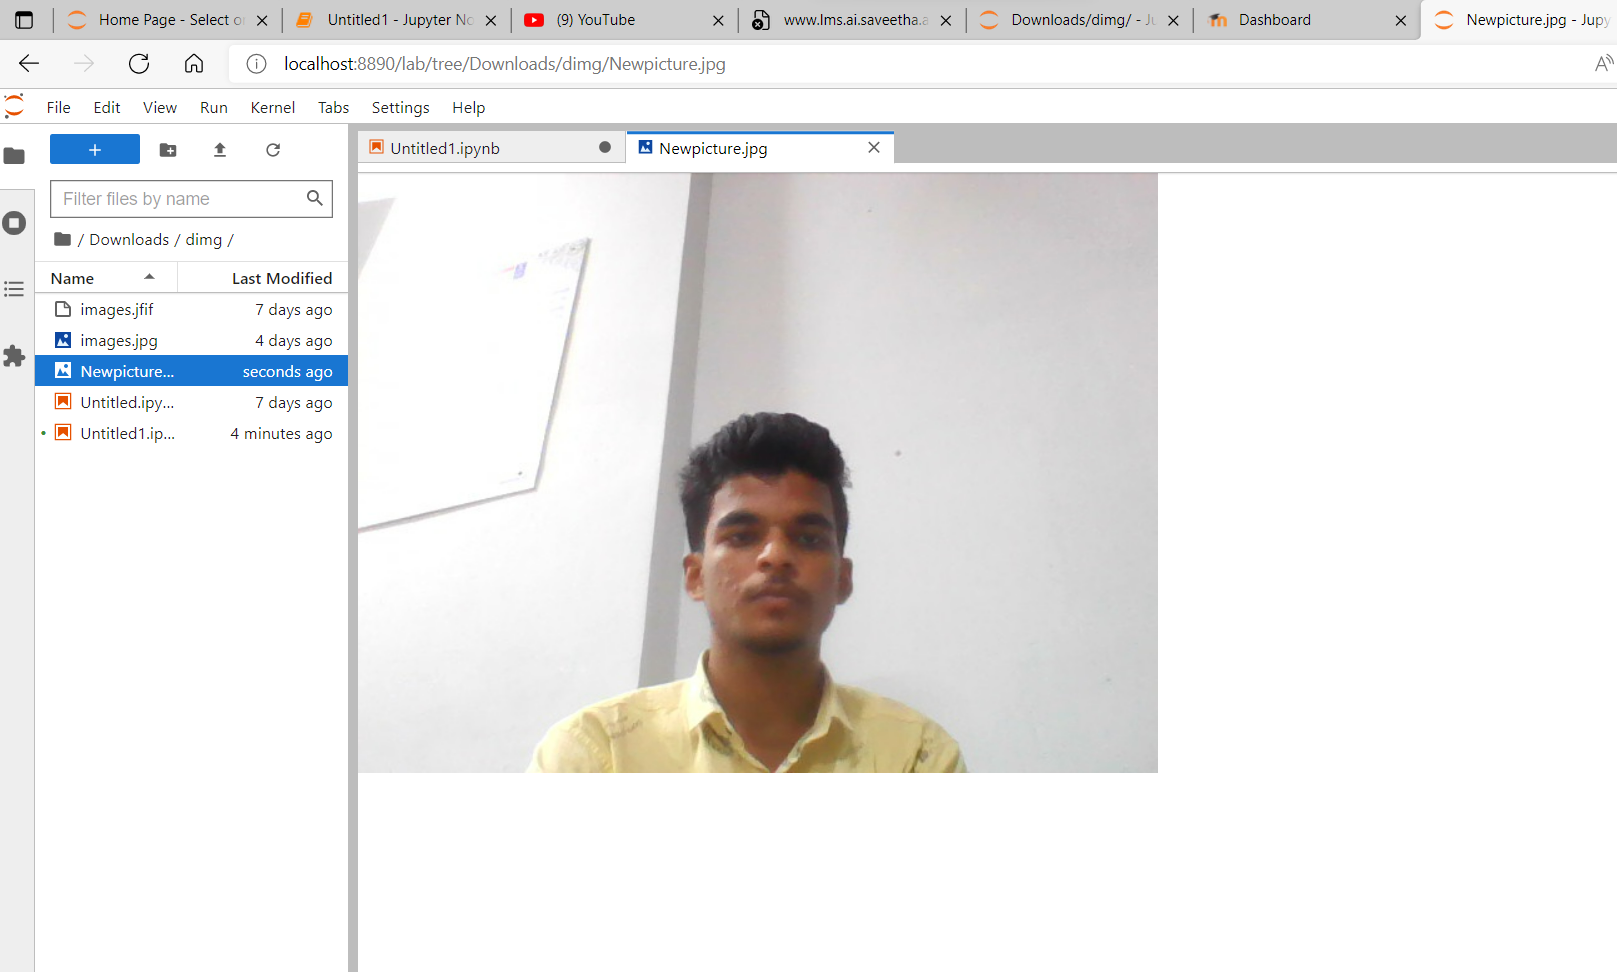 Home Page - Select o
Untitled1 - Jupyter No
(9) YouTube
www.lms.ai.saveetha.a
Downloads/dimg/ - Ju
Dashboard
Newpicture.jpg - Jupy
localhost:8890/lab/tree/Downloads/dimg/Newpicture.jpg
File Edit View Run Kernel Tabs Settings Help
Untitled1.ipynb
Newpicture.jpg
Filter files by name
/ Downloads / dimg /
Name Last Modified
images.jfif 7 days ago
images.jpg 4 days ago
Newpicture... seconds ago
Untitled.ipy... 7 days ago
Untitled1.ip... 4 minutes ago